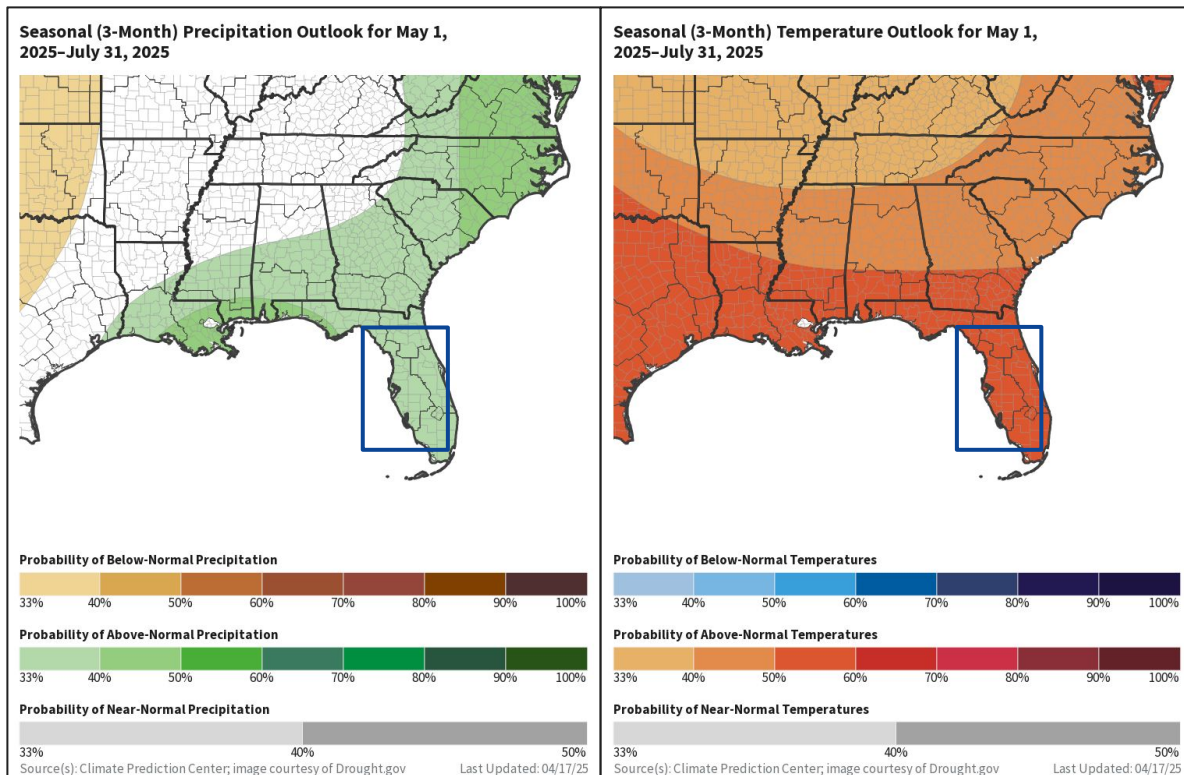 Seasonal (3-Month) Precipitation Outlook for May 1,
2025–July 31, 2025
Probability of Below-Normal Precipitation
33% 40% 50% 60% 70% 80% 90% 100%
Probability of Above-Normal Precipitation
33% 40% 50% 60% 70% 80% 90% 100%
Probability of Near-Normal Precipitation
33% 40% 50%
Source(s): Climate Prediction Center; image courtesy of Drought.gov Last Updated: 04/17/25
Seasonal (3-Month) Temperature Outlook for May 1,
2025–July 31, 2025
Probability of Below-Normal Temperatures
33% 40% 50% 60% 70% 80% 90% 100%
Probability of Above-Normal Temperatures
33% 40% 50% 60% 70% 80% 90% 100%
Probability of Near-Normal Temperatures
33% 40% 50%
Source(s): Climate Prediction Center; image courtesy of Drought.gov Last Updated: 04/17/25